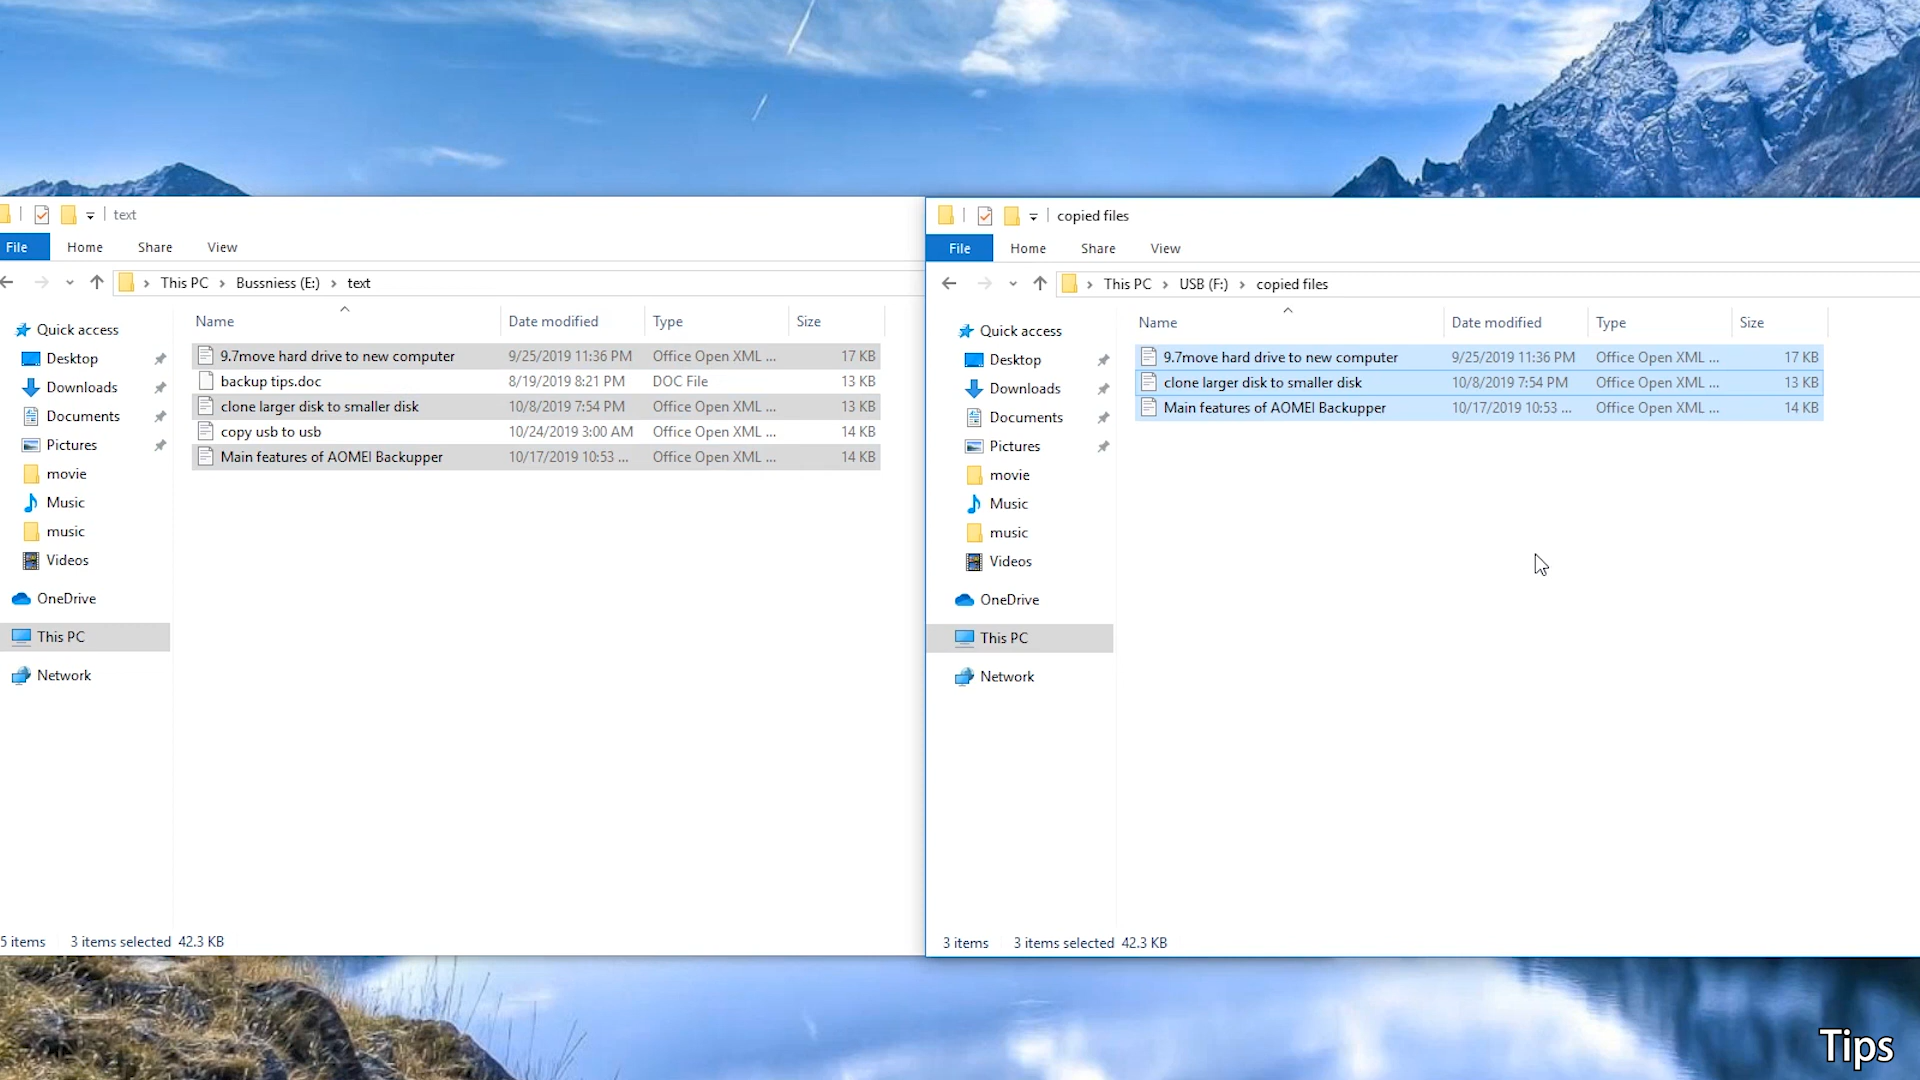 text
File Home Share View
This PC > Bussniess (E:) > text
Name Date modified Type Size
Quick access
Desktop
Downloads
Documents
Pictures
movie
Music
music
Videos
OneDrive
This PC
Network
9.7move hard drive to new computer 9/25/2019 11:36 PM Office Open XML ... 17 KB
backup tips.doc 8/19/2019 8:21 PM DOC File 13 KB
clone larger disk to smaller disk 10/8/2019 7:54 PM Office Open XML ... 13 KB
copy usb to usb 10/24/2019 3:00 AM Office Open XML ... 14 KB
Main features of AOMEI Backupper 10/17/2019 10:53 ... Office Open XML ... 14 KB
5 items 3 items selected 42.3 KB
copied files
File Home Share View
This PC > USB (F:) > copied files
Name Date modified Type Size
Quick access
Desktop
Downloads
Documents
Pictures
movie
Music
music
Videos
OneDrive
This PC
Network
9.7move hard drive to new computer 9/25/2019 11:36 PM Office Open XML ... 17 KB
clone larger disk to smaller disk 10/8/2019 7:54 PM Office Open XML ... 13 KB
Main features of AOMEI Backupper 10/17/2019 10:53 ... Office Open XML ... 14 KB
3 items 3 items selected 42.3 KB
Tips